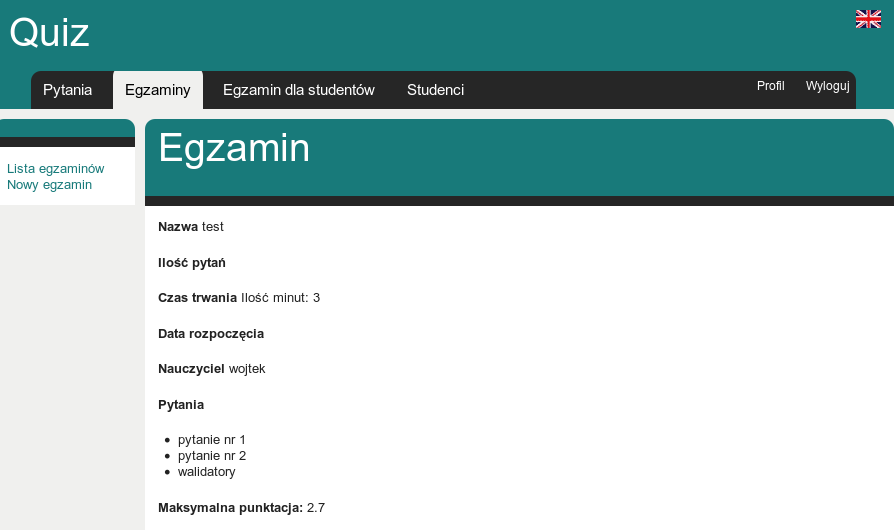 Quiz
Pytania Egzaminy Egzamin dla studentów Studenci Profil Wyloguj
Lista egzaminów
Nowy egzamin
Egzamin
Nazwa test
Ilość pytań
Czas trwania Ilość minut: 3
Data rozpoczęcia
Nauczyciel wojtek
Pytania
pytanie nr 1
pytanie nr 2
walidatory
Maksymalna punktacja: 2.7